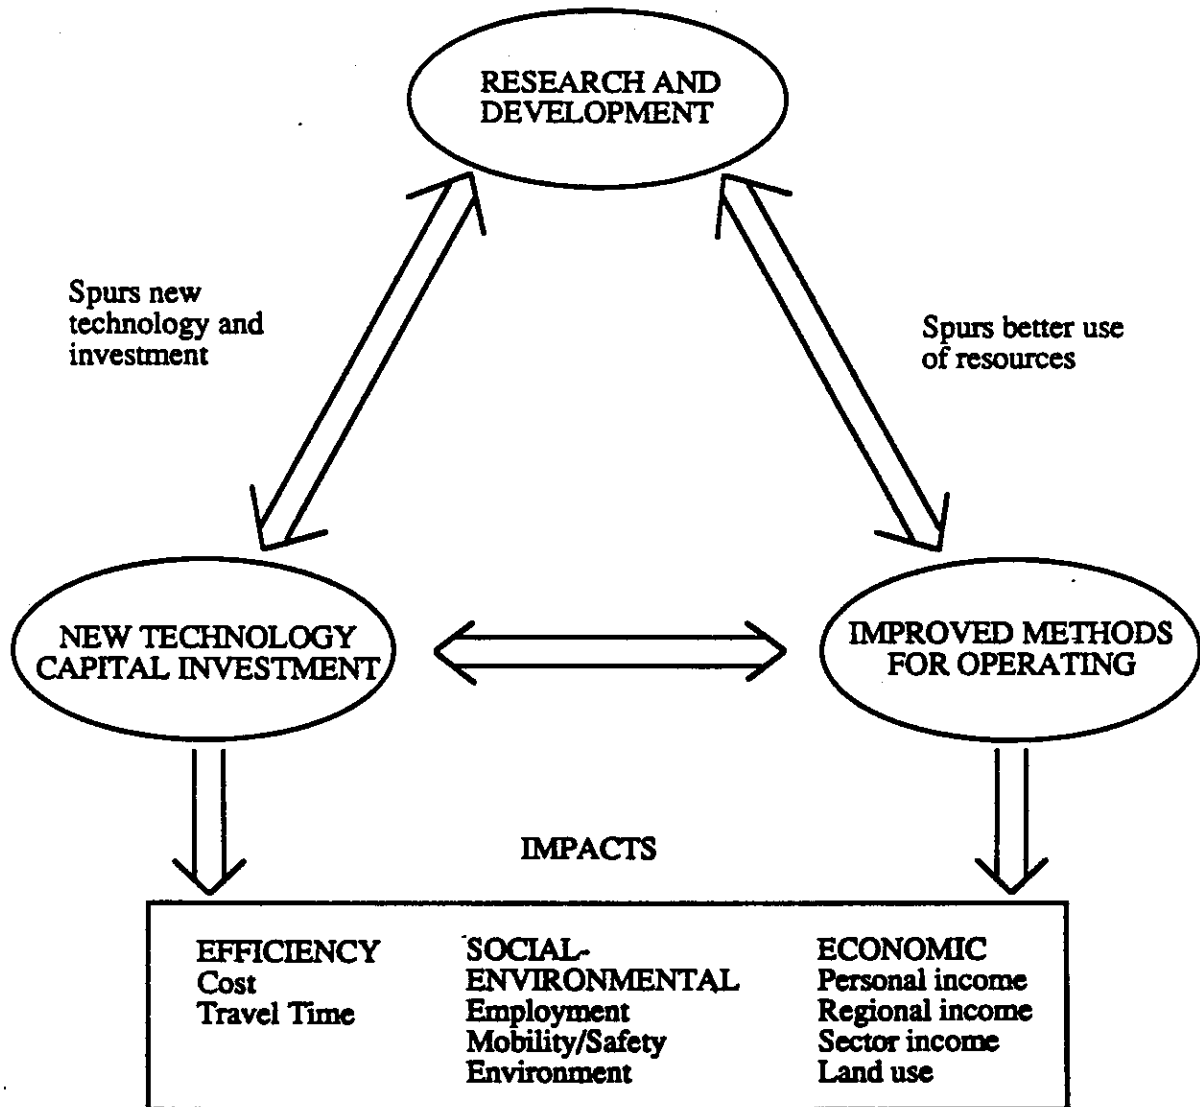 RESEARCH AND
DEVELOPMENT
Spurs new
technology and
investment
Spurs better use
of resources
NEW TECHNOLOGY
CAPITAL INVESTMENT
IMPROVED METHODS
FOR OPERATING
IMPACTS
EFFICIENCY
Cost
Travel Time
SOCIAL-
ENVIRONMENTAL
Employment
Mobility/Safety
Environment
ECONOMIC
Personal income
Regional income
Sector income
Land use